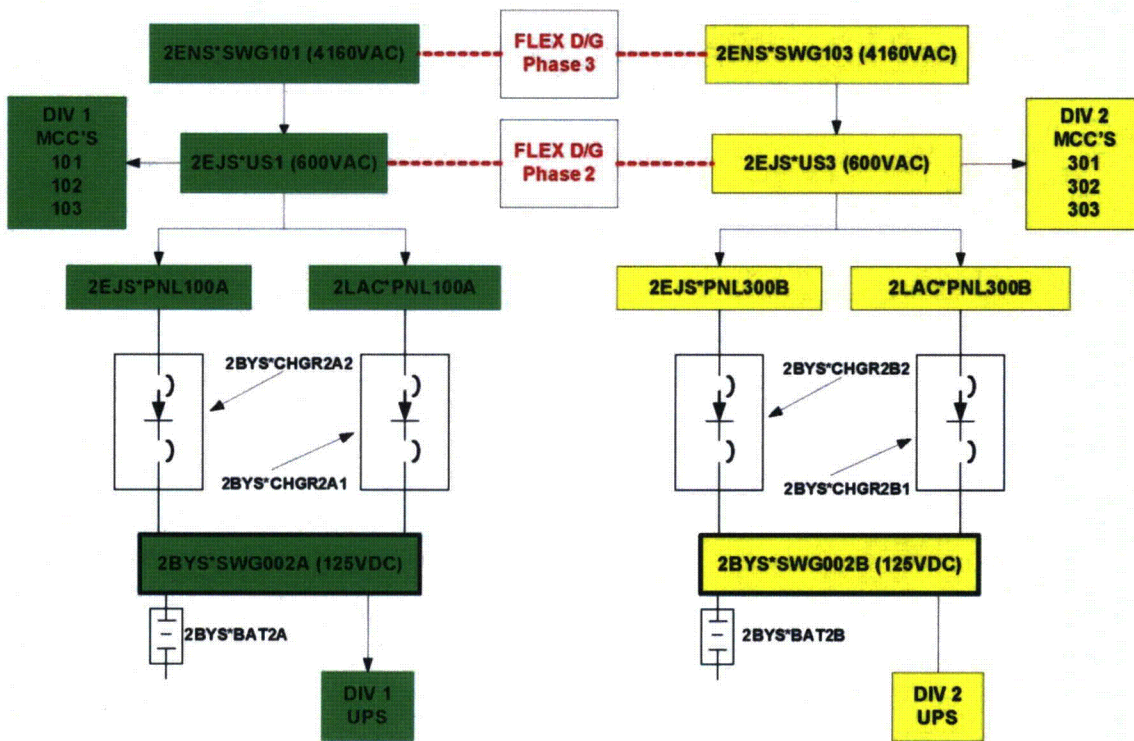 2ENS*SWG101 (4160VAC)
FLEX D/G
Phase 3
2ENS*SWG103 (4160VAC)
DIV 1
MCC'S
101
102
103
2EJS*US1 (600VAC)
FLEX D/G
Phase 2
2EJS*US3 (600VAC)
DIV 2
MCC'S
301
302
303
2EJS*PNL100A
2LAC*PNL100A
2EJS*PNL300B
2LAC*PNL300B
2BYS*CHGR2A2
2BYS*CHGR2B2
2BYS*CHGR2A1
2BYS*CHGR2B1
2BYS*SWG002A (125VDC)
2BYS*SWG002B (125VDC)
2BYS*BAT2A
2BYS*BAT2B
DIV 1
UPS
DIV 2
UPS